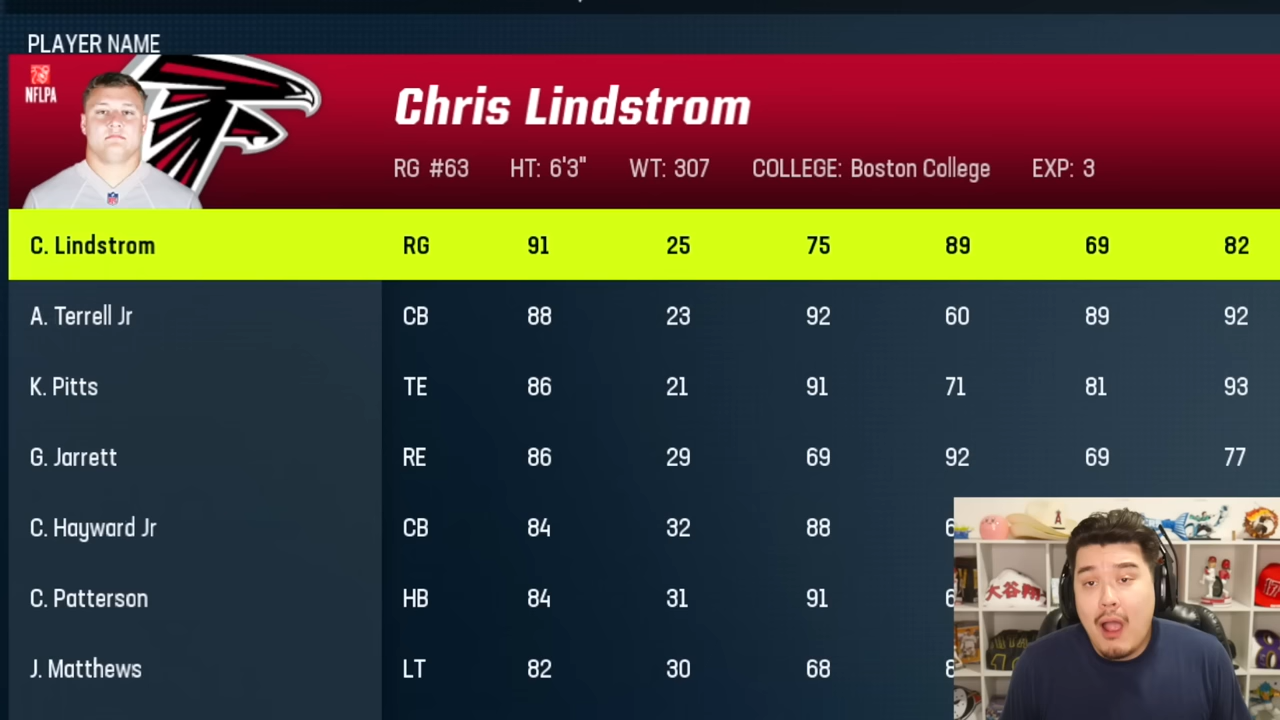 PLAYER NAME
NFLPA
Chris Lindstrom
RG #63 HT: 6'3" WT: 307 COLLEGE: Boston College EXP: 3
C. Lindstrom RG 91 25 75 89 69 82
A. Terrell Jr CB 88 23 92 60 89 92
K. Pitts TE 86 21 91 71 81 93
G. Jarrett RE 86 29 69 92 69 77
C. Hayward Jr CB 84 32 88
C. Patterson HB 84 31 91
J. Matthews LT 82 30 68
大谷翔